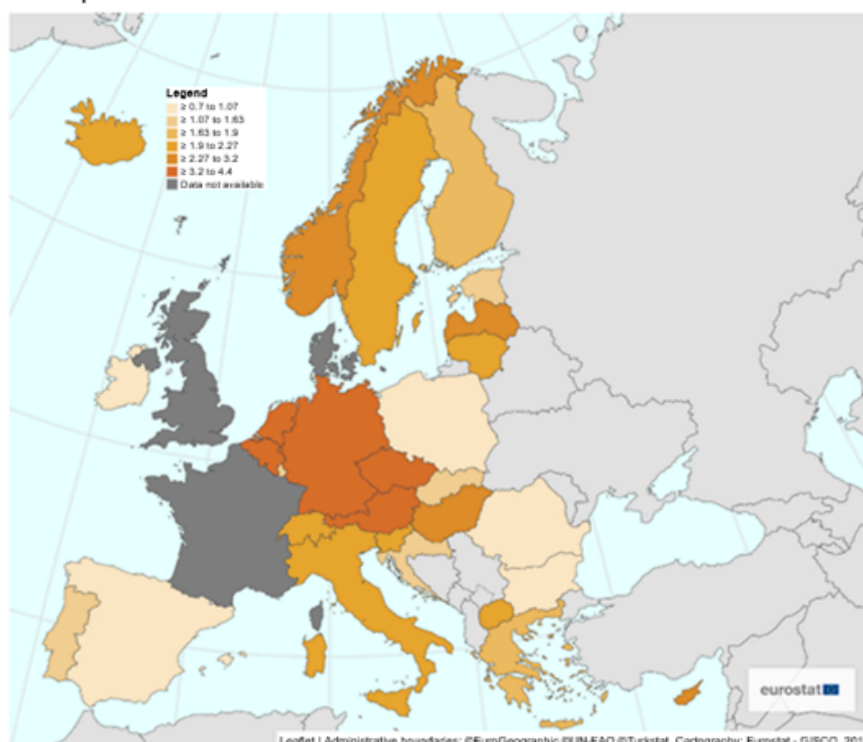 Legend
≥ 0.7 to 1.07
≥ 1.07 to 1.63
≥ 1.63 to 1.9
≥ 1.9 to 2.27
≥ 2.27 to 3.2
≥ 3.2 to 4.4
Data not available
eurostat
Leaflet | Administrative boundaries: ©EuroGeographic ©UN-FAO ©Turkstat, Cartography: Eurostat - GISCO, 201